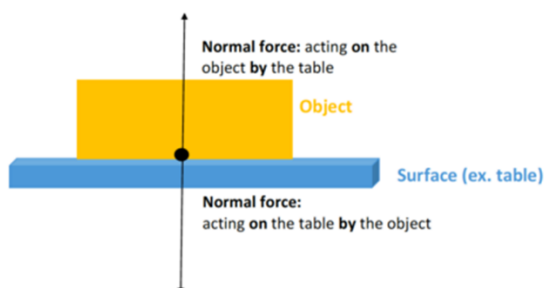 Normal force: acting on the
object by the table
Object
Surface (ex. table)
Normal force:
acting on the table by the object